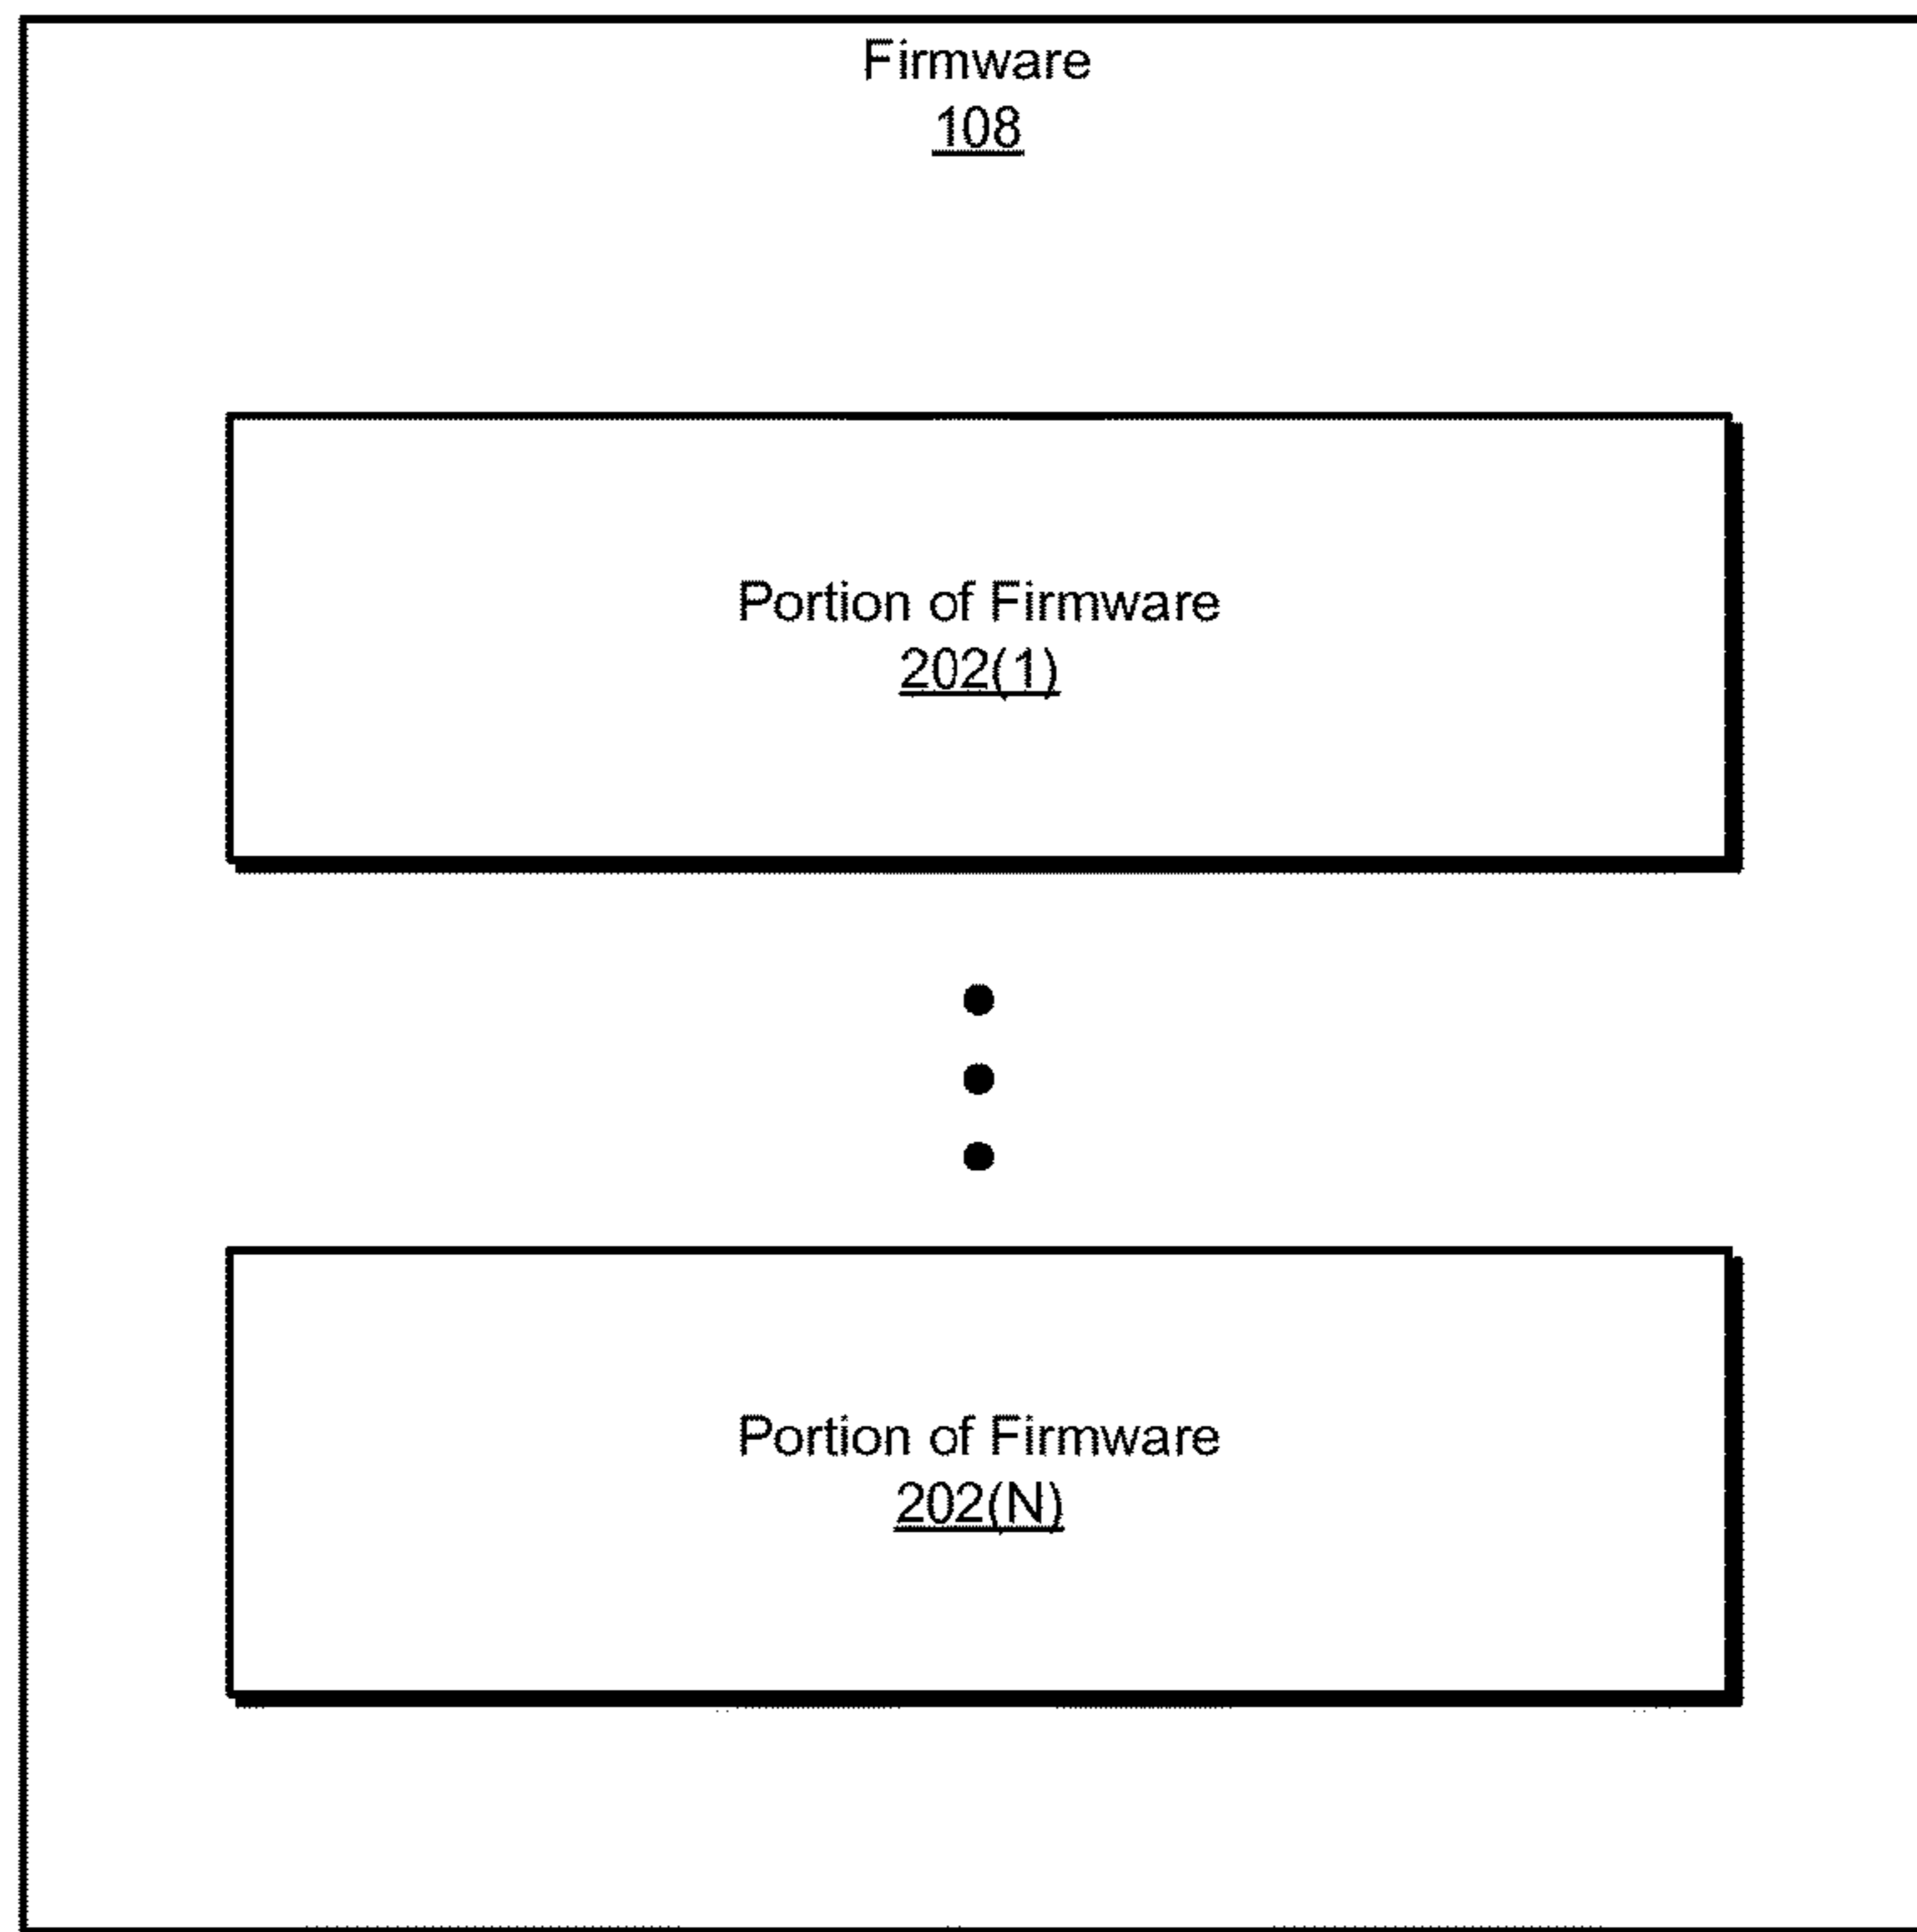 Firmware
108
Portion of Firmware
202(1)
Portion of Firmware
202(N)